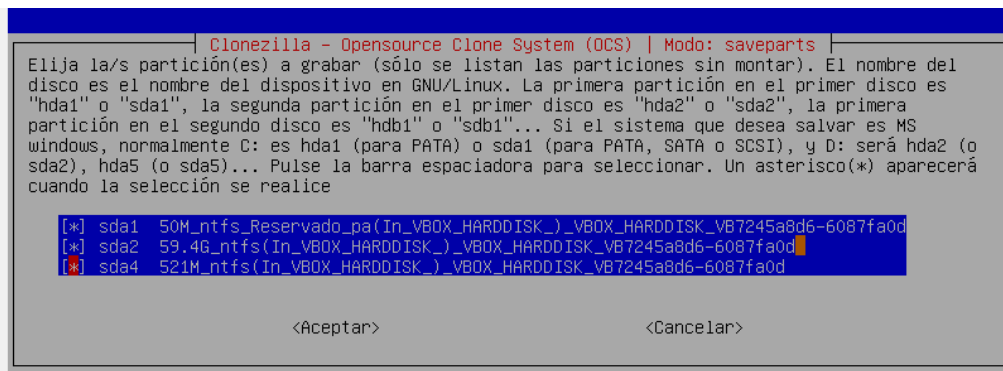 Clonezilla - Opensource Clone System (OCS) | Modo: saveparts
Elija la/s partición(es) a grabar (sólo se listan las particiones sin montar). El nombre del
disco es el nombre del dispositivo en GNU/Linux. La primera partición en el primer disco es
"hda1" o "sda1", la segunda partición en el primer disco es "hda2" o "sda2", la primera
partición en el segundo disco es "hdb1" o "sdb1"... Si el sistema que desea salvar es MS
windows, normalmente C: es hda1 (para PATA) o sda1 (para PATA, SATA o SCSI), y D: será hda2 (o
sda2), hda5 (o sda5)... Pulse la barra espaciadora para seleccionar. Un asterisco(*) aparecerá
cuando la selección se realice
[*] sda1 50M_ntfs_Reservado_pa(In_VBOX_HARDDISK_)_VBOX_HARDDISK_VB7245a8d6-6087fa0d
[*] sda2 59.4G_ntfs(In_VBOX_HARDDISK_)_VBOX_HARDDISK_VB7245a8d6-6087fa0d
[*] sda4 521M_ntfs(In_VBOX_HARDDISK_)_VBOX_HARDDISK_VB7245a8d6-6087fa0d
<Aceptar> <Cancelar>